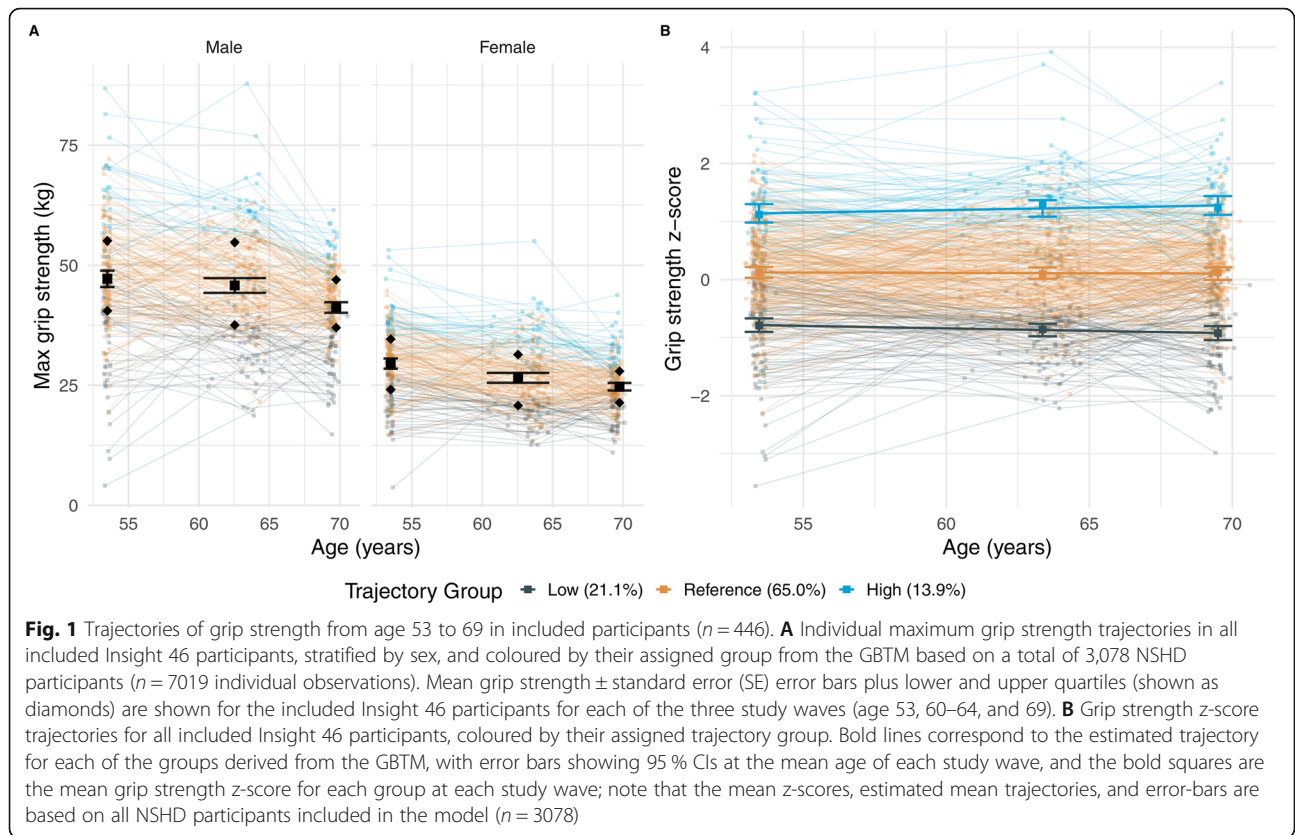 A
Male
Female
75
50
25
0
Max grip strength (kg)
55 60 65 70
55 60 65 70
Age (years)
B
4
2
0
−2
Grip strength z−score
55 60 65 70
Age (years)
Trajectory Group Low (21.1%) Reference (65.0%) High (13.9%)
Fig. 1 Trajectories of grip strength from age 53 to 69 in included participants (n = 446). A Individual maximum grip strength trajectories in all
included Insight 46 participants, stratified by sex, and coloured by their assigned group from the GBTM based on a total of 3,078 NSHD
participants (n = 7019 individual observations). Mean grip strength ± standard error (SE) error bars plus lower and upper quartiles (shown as
diamonds) are shown for the included Insight 46 participants for each of the three study waves (age 53, 60–64, and 69). B Grip strength z-score
trajectories for all included Insight 46 participants, coloured by their assigned trajectory group. Bold lines correspond to the estimated trajectory
for each of the groups derived from the GBTM, with error bars showing 95 % CIs at the mean age of each study wave, and the bold squares are
the mean grip strength z-score for each group at each study wave; note that the mean z-scores, estimated mean trajectories, and error-bars are
based on all NSHD participants included in the model (n = 3078)